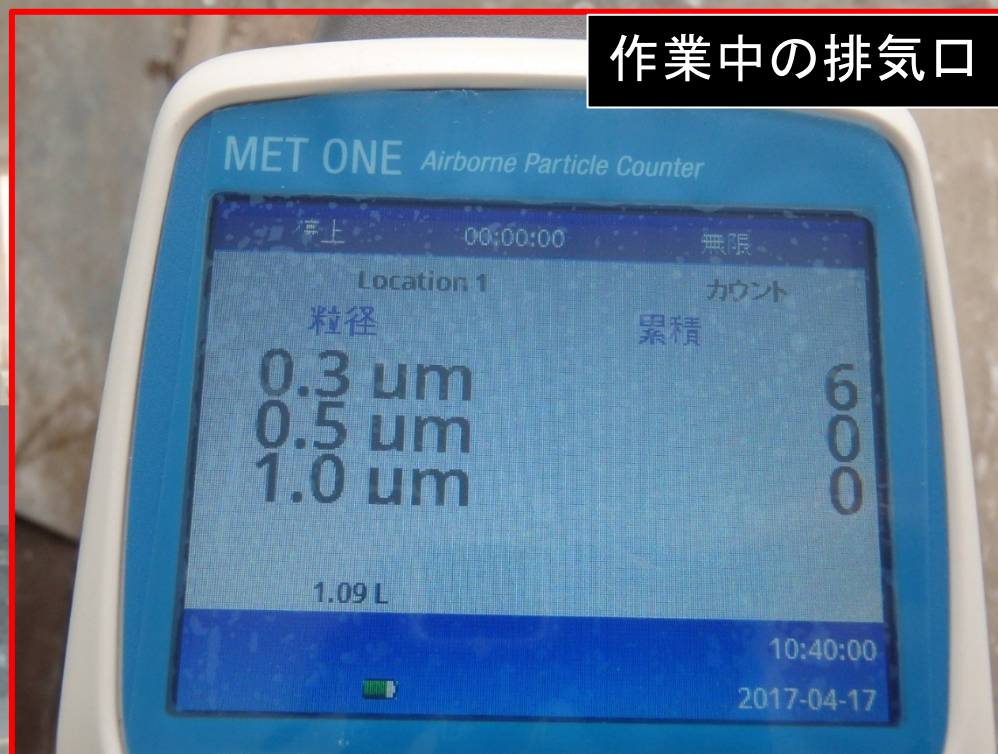 作業中の排気口
MET ONE Airborne Particle Counter
停止 00:00:00 無限
Location 1 カウント
粒径 累積
0.3 um 6
0.5 um 0
1.0 um 0
1.09 L
10:40:00
2017-04-17